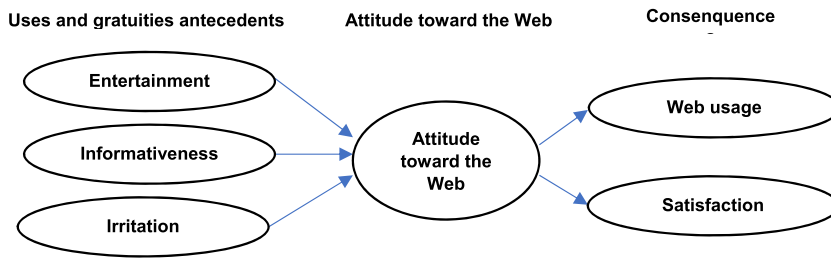 Uses and gratuities antecedents
Attitude toward the Web
Consenquence
Entertainment
Informativeness
Irritation
Attitude
toward the
Web
Web usage
Satisfaction